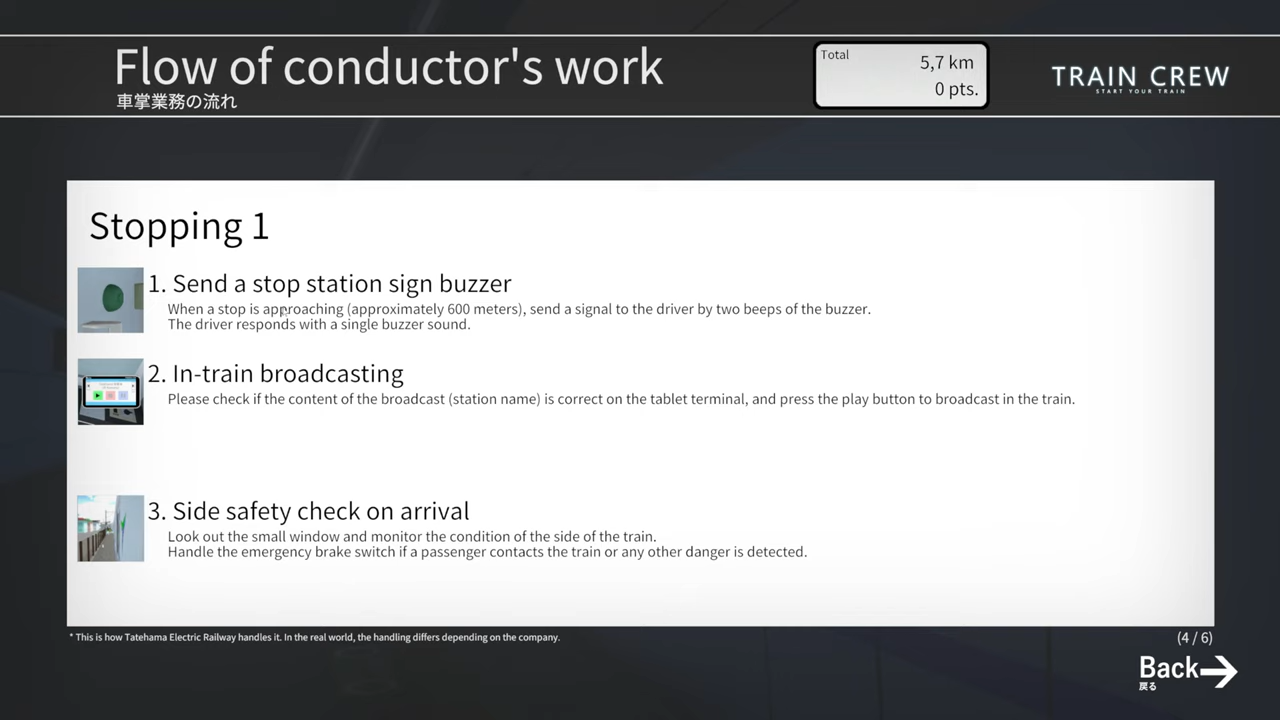 Flow of conductor's work
車掌業務の流れ
Total
5,7 km
0 pts.
TRAIN CREW
START YOUR TRAIN
Stopping 1
1. Send a stop station sign buzzer
When a stop is approaching (approximately 600 meters), send a signal to the driver by two beeps of the buzzer.
The driver responds with a single buzzer sound.
2. In-train broadcasting
Please check if the content of the broadcast (station name) is correct on the tablet terminal, and press the play button to broadcast in the train.
3. Side safety check on arrival
Look out the small window and monitor the condition of the side of the train.
Handle the emergency brake switch if a passenger contacts the train or any other danger is detected.
* This is how Tatehama Electric Railway handles it. In the real world, the handling differs depending on the company.
(4 / 6)
Back
戻る